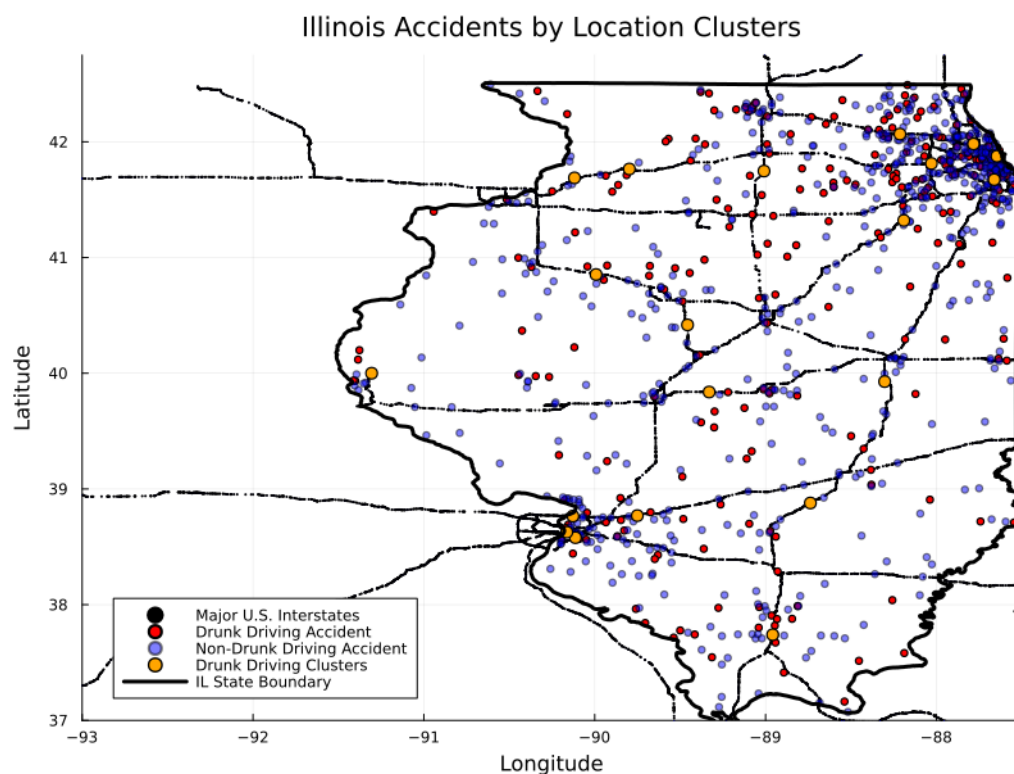 Illinois Accidents by Location Clusters
Latitude
42
41
40
39
38
37
Major U.S. Interstates
Drunk Driving Accident
Non-Drunk Driving Accident
Drunk Driving Clusters
IL State Boundary
−93 −92 −91 −90 −89 −88
Longitude